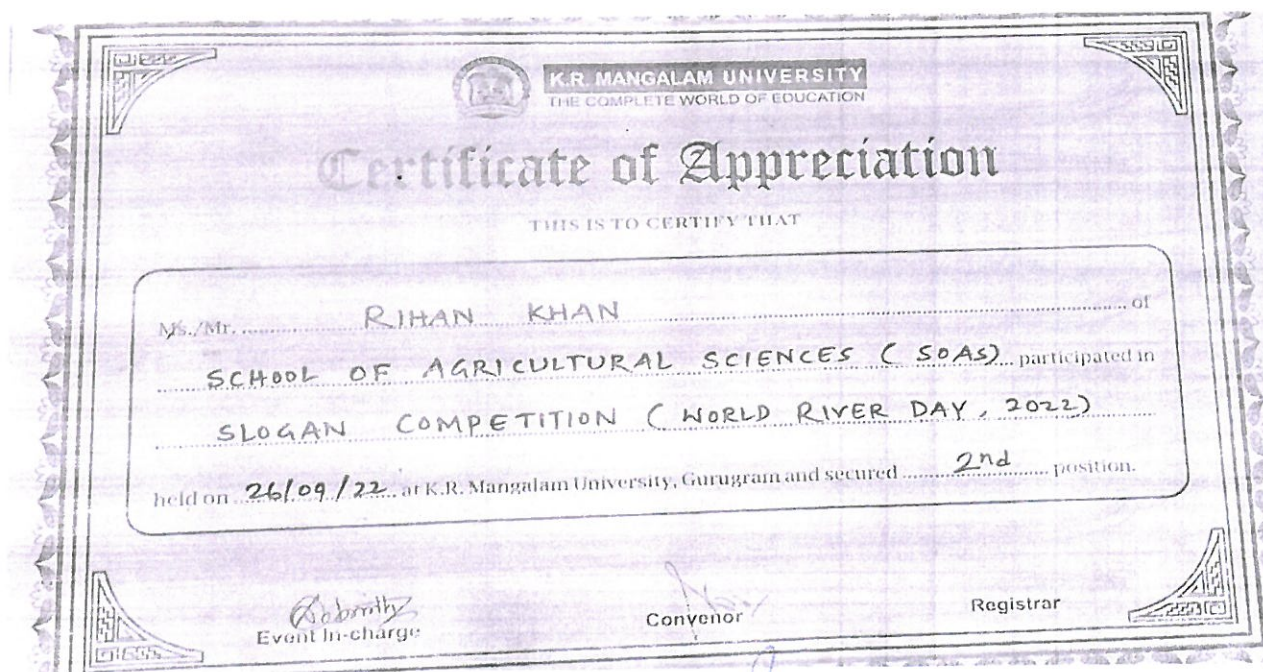 K.R. MANGALAM UNIVERSITY
THE COMPLETE WORLD OF EDUCATION
Certificate of Appreciation
THIS IS TO CERTIFY THAT
Ms./Mr. RIHAN KHAN of
SCHOOL OF AGRICULTURAL SCIENCES ( SOAS) participated in
SLOGAN COMPETITION ( WORLD RIVER DAY, 2022)
held on 26/09/22 at K.R. Mangalam University, Gurugram and secured 2nd position.
Event In-charge
Convenor
Registrar